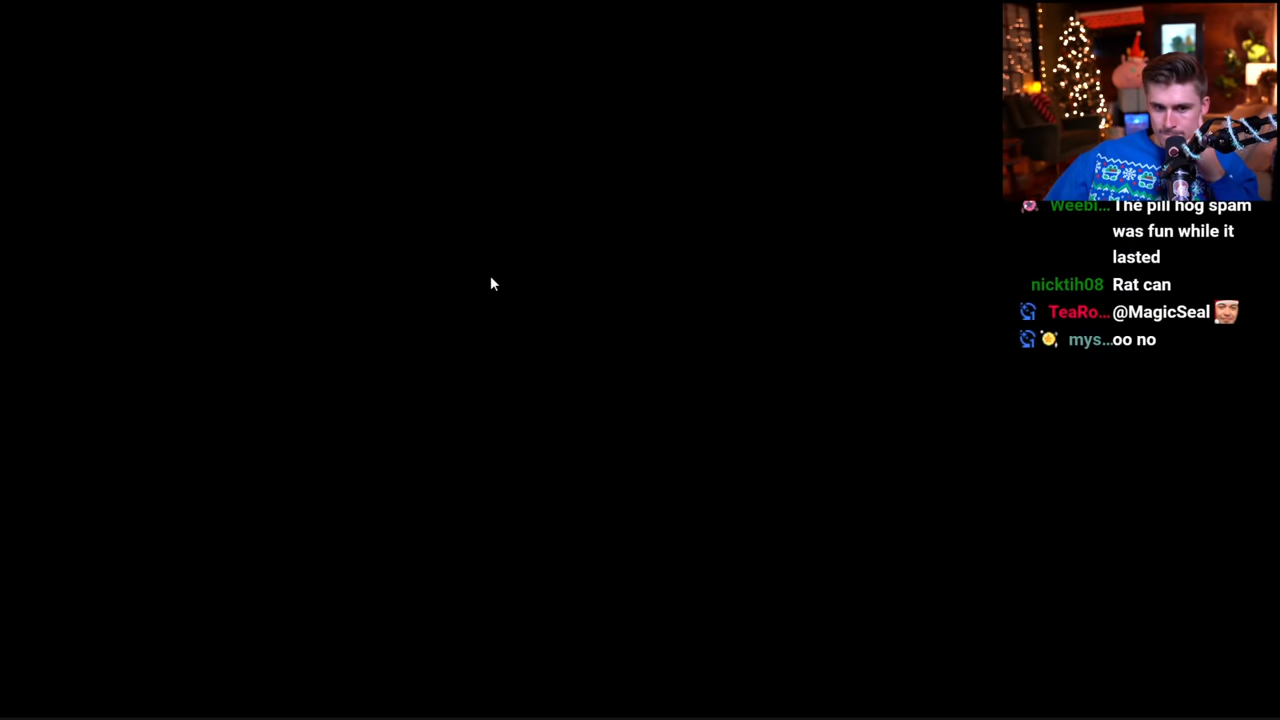 Weebl... The pill hog spam
was fun while it
lasted
nicktih08 Rat can
TeaRo... @MagicSeal
mys... oo no